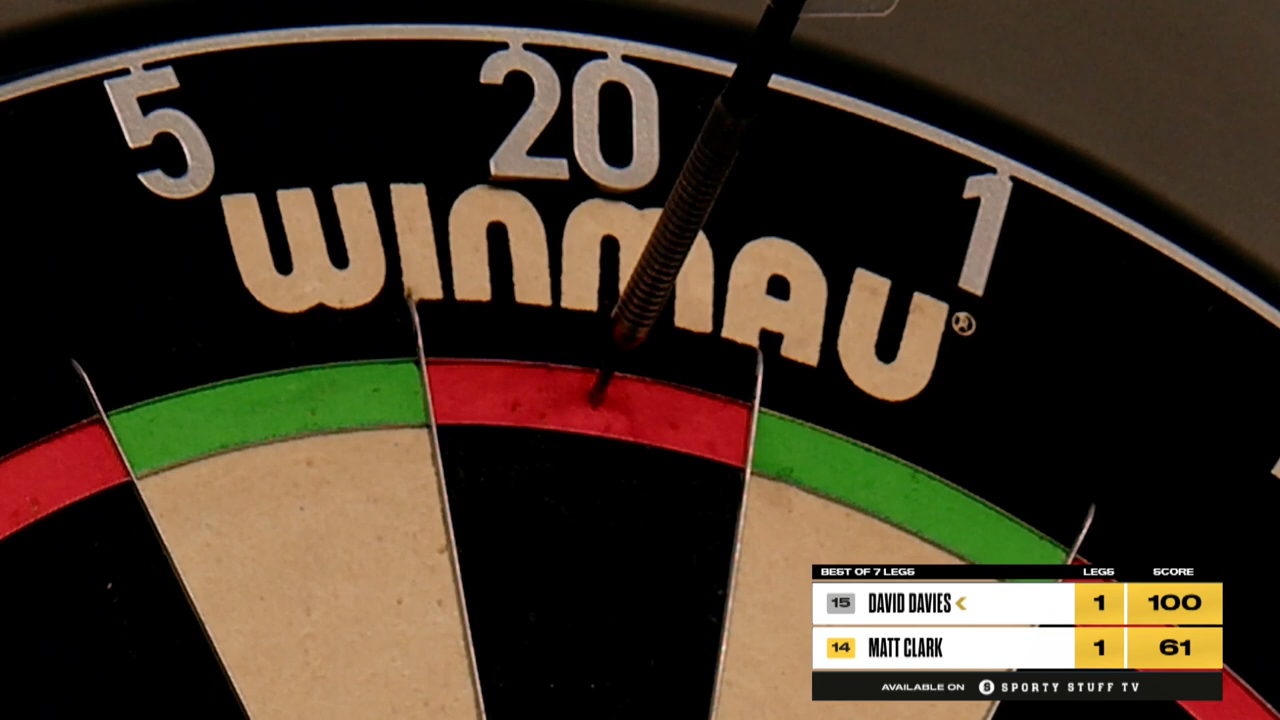 5 20 1
WINMAU®
BEST OF 7 LEGS LEGS SCORE
15 DAVID DAVIES 1 100
14 MATT CLARK 1 61
AVAILABLE ON S SPORTY STUFF TV